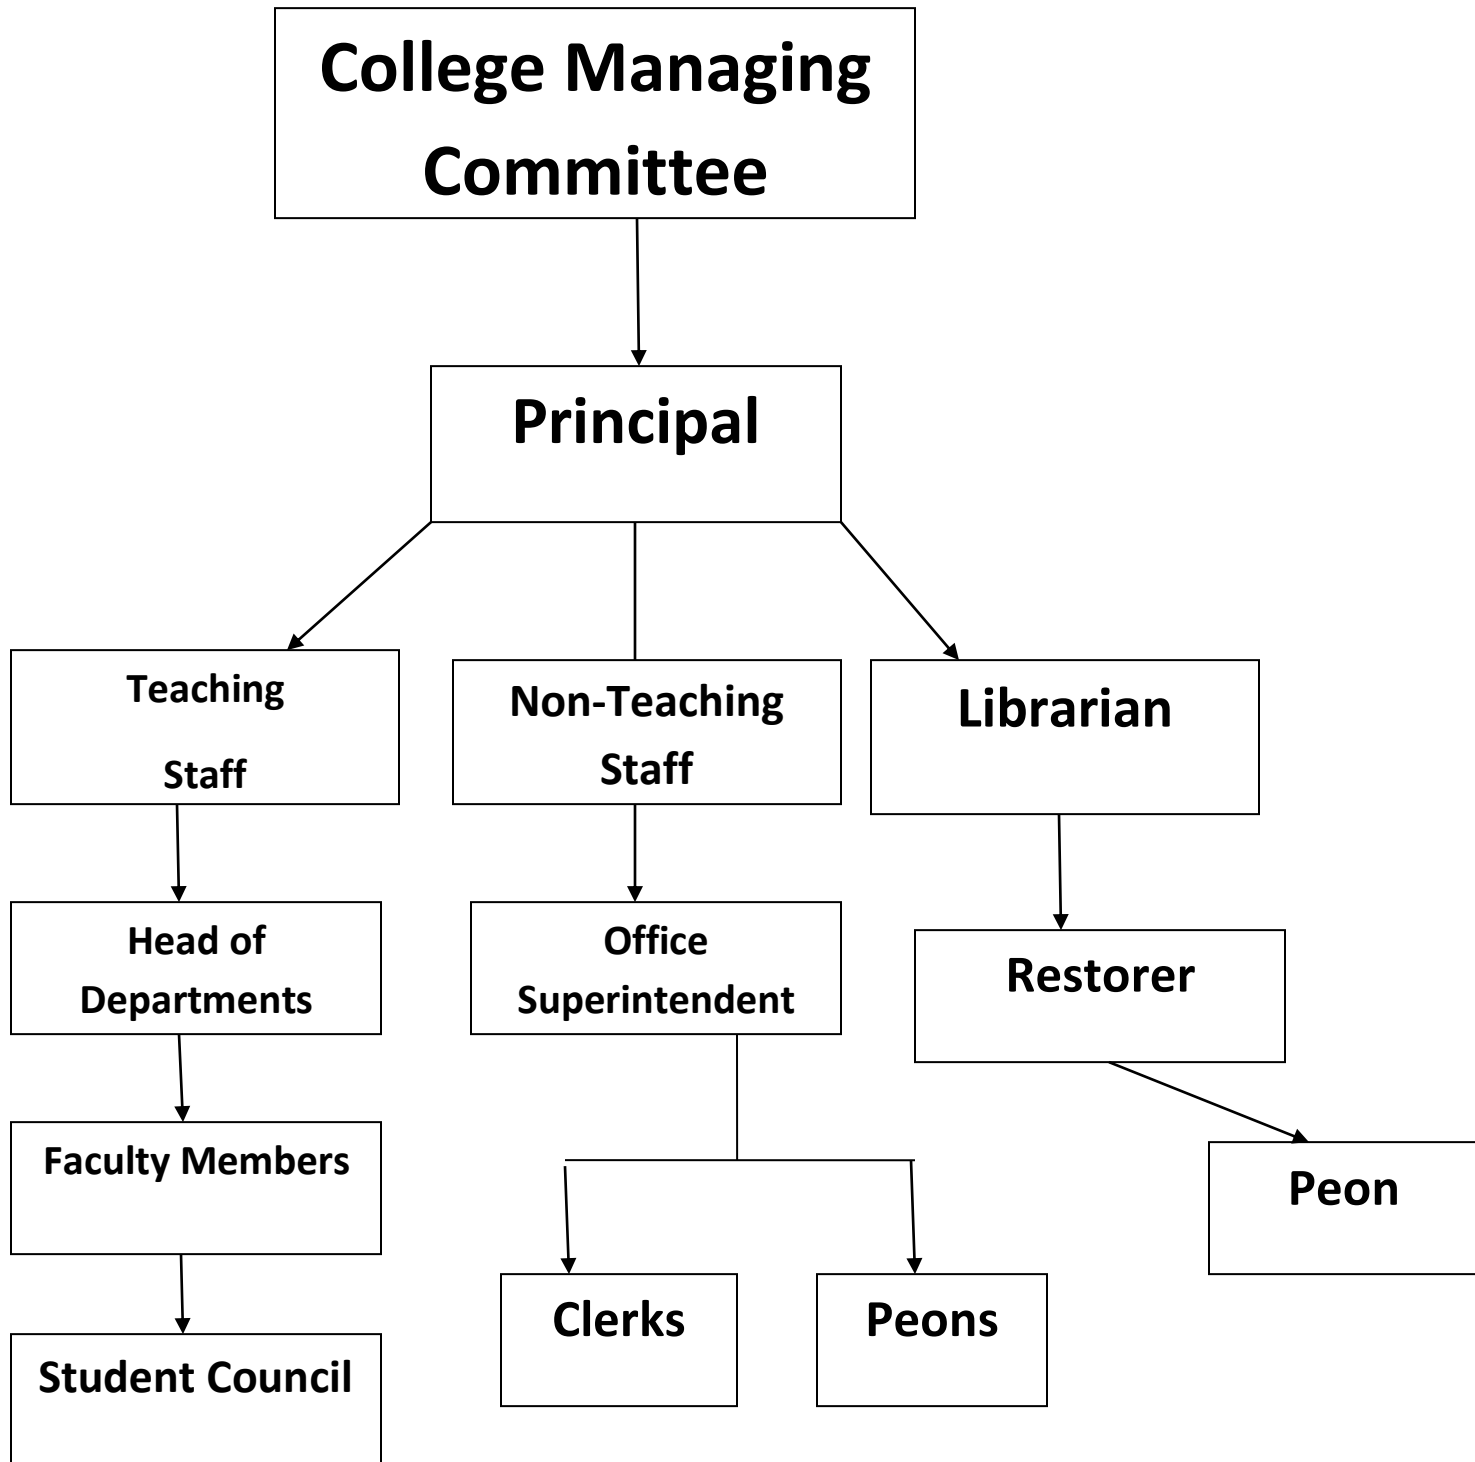 College Managing
Committee
Principal
Teaching
Staff
Non-Teaching
Staff
Librarian
Head of
Departments
Office
Superintendent
Restorer
Faculty Members
Peon
Clerks
Peons
Student Council